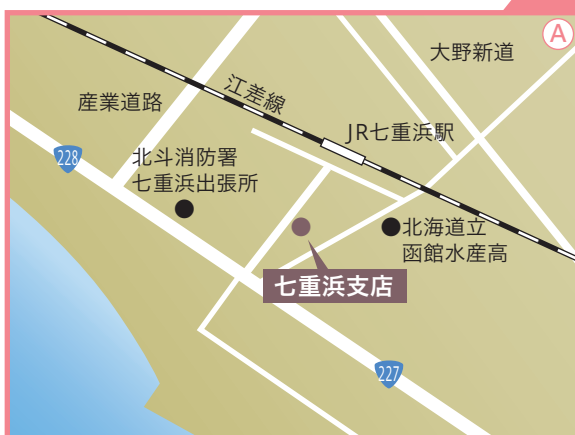 A
大野新道
江差線
産業道路
JR七重浜駅
228
北斗消防署
七重浜出張所
北海道立
函館水産高
七重浜支店
227